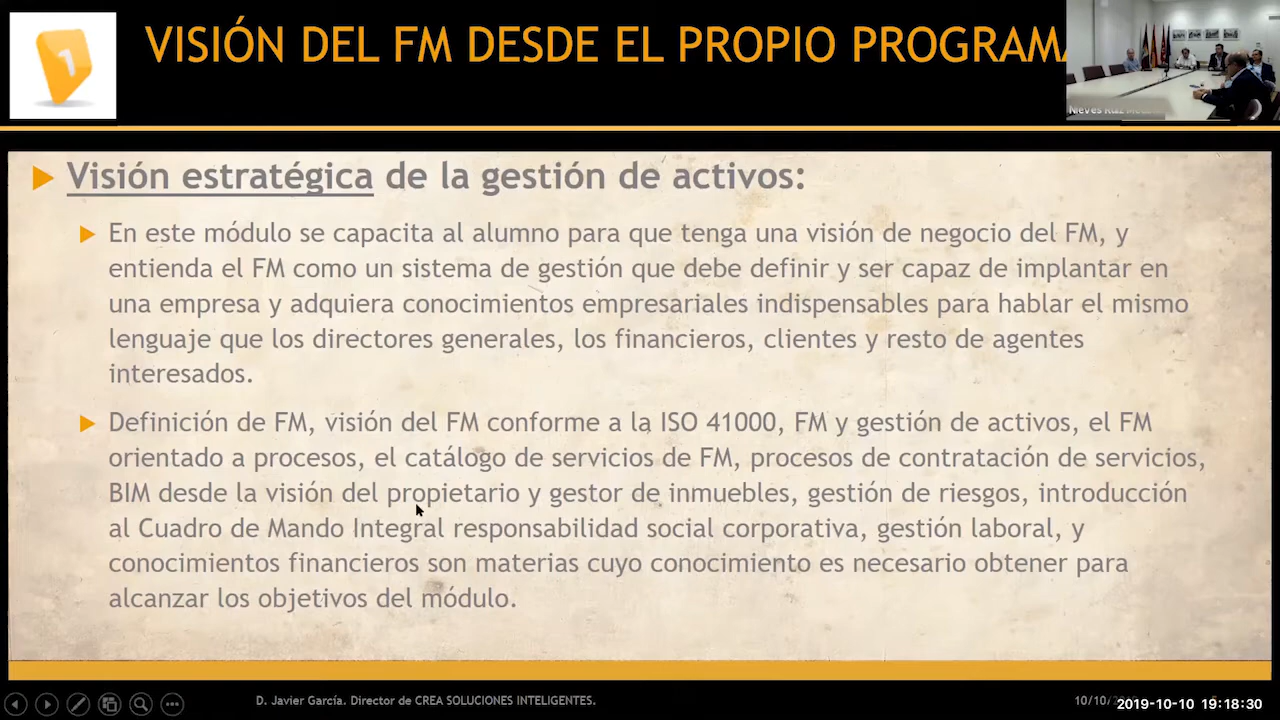 VISIÓN DEL FM DESDE EL PROPIO PROGRAMA
1
Nieves
Visión estratégica de la gestión de activos:
En este módulo se capacita al alumno para que tenga una visión de negocio del FM, y
entienda el FM como un sistema de gestión que debe definir y ser capaz de implantar en
una empresa y adquiera conocimientos empresariales indispensables para hablar el mismo
lenguaje que los directores generales, los financieros, clientes y resto de agentes
interesados.
Definición de FM, visión del FM conforme a la ISO 41000, FM y gestión de activos, el FM
orientado a procesos, el catálogo de servicios de FM, procesos de contratación de servicios,
BIM desde la visión del propietario y gestor de inmuebles, gestión de riesgos, introducción
al Cuadro de Mando Integral responsabilidad social corporativa, gestión laboral, y
conocimientos financieros son materias cuyo conocimiento es necesario obtener para
alcanzar los objetivos del módulo.
D. Javier García. Director de CREA SOLUCIONES INTELIGENTES.
10/10/
2019-10-10 19:18:30